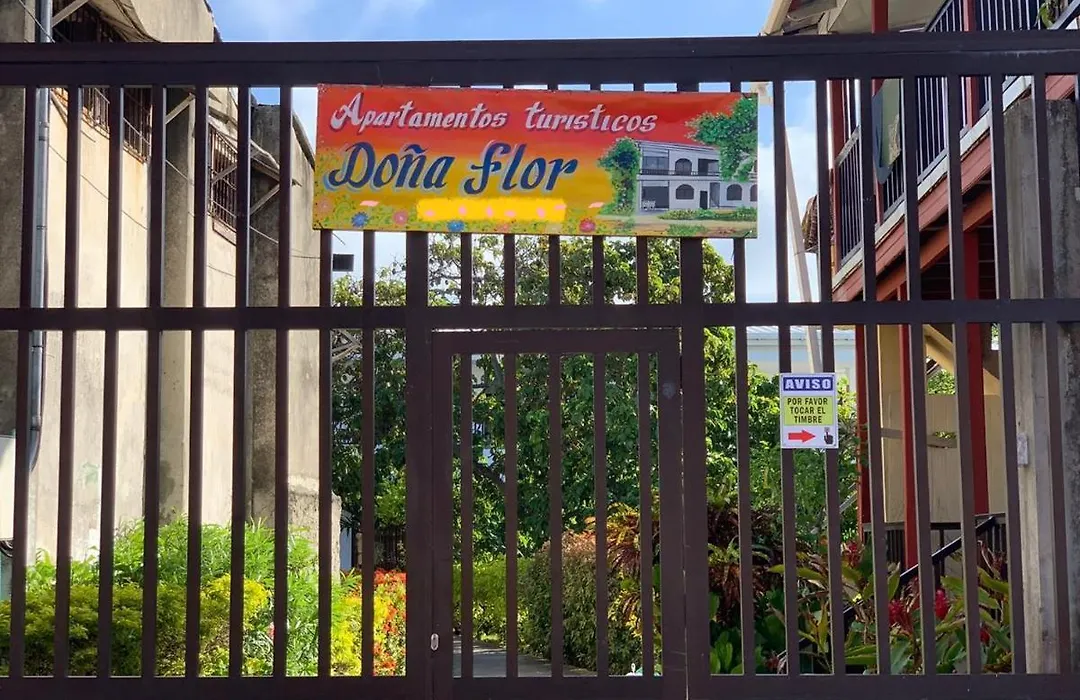 Apartamentos turisticos
Doña Flor
AVISO
POR FAVOR
TOCAR EL
TIMBRE